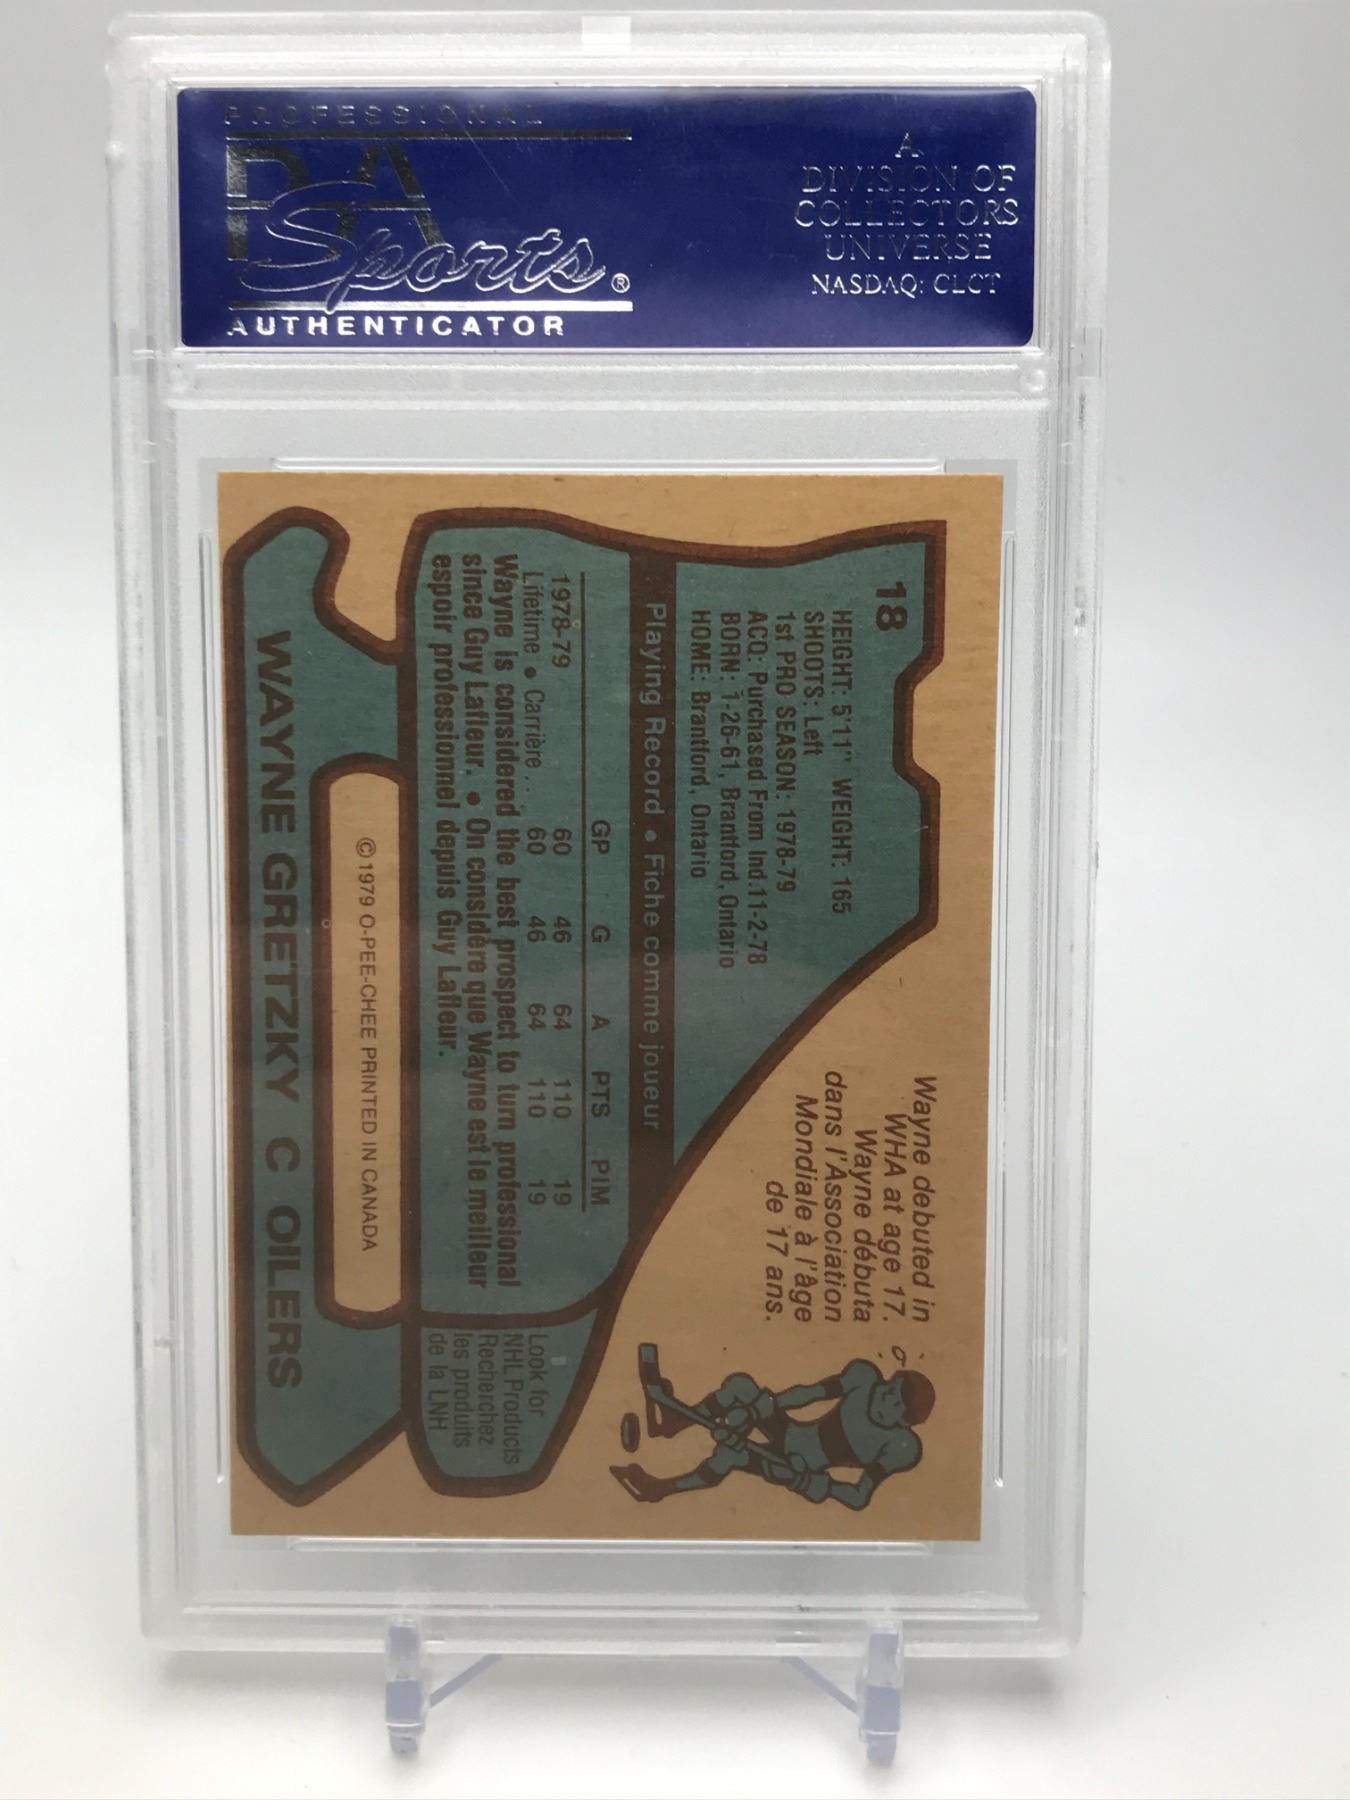 PROFESSIONAL
PSA
Sports®
AUTHENTICATOR
A
DIVISION OF
COLLECTORS
UNIVERSE
NASDAQ: CLCT
18
HEIGHT: 5'11" WEIGHT: 165
SHOOTS: Left
1st PRO SEASON: 1978-79
ACQ: Purchased From Ind.11-2-78
BORN: 1-26-61, Brantford, Ontario
HOME: Brantford, Ontario
Wayne debuted in
WHA at age 17.
Wayne débuta
dans l'Association
Mondiale à l'âge
de 17 ans.
Playing Record • Fiche comme joueur
GP G A PTS PIM
1978-79 60 46 64 110 19
Lifetime • Carrière . . 60 46 64 110 19
Wayne is considered the best prospect to turn professional
since Guy Lafleur. • On considère que Wayne est le meilleur
espoir professionnel depuis Guy Lafleur.
Look for
NHL Products
Recherchez
les produits
de la LNH
©1979 O-PEE-CHEE PRINTED IN CANADA
WAYNE GRETZKY C OILERS